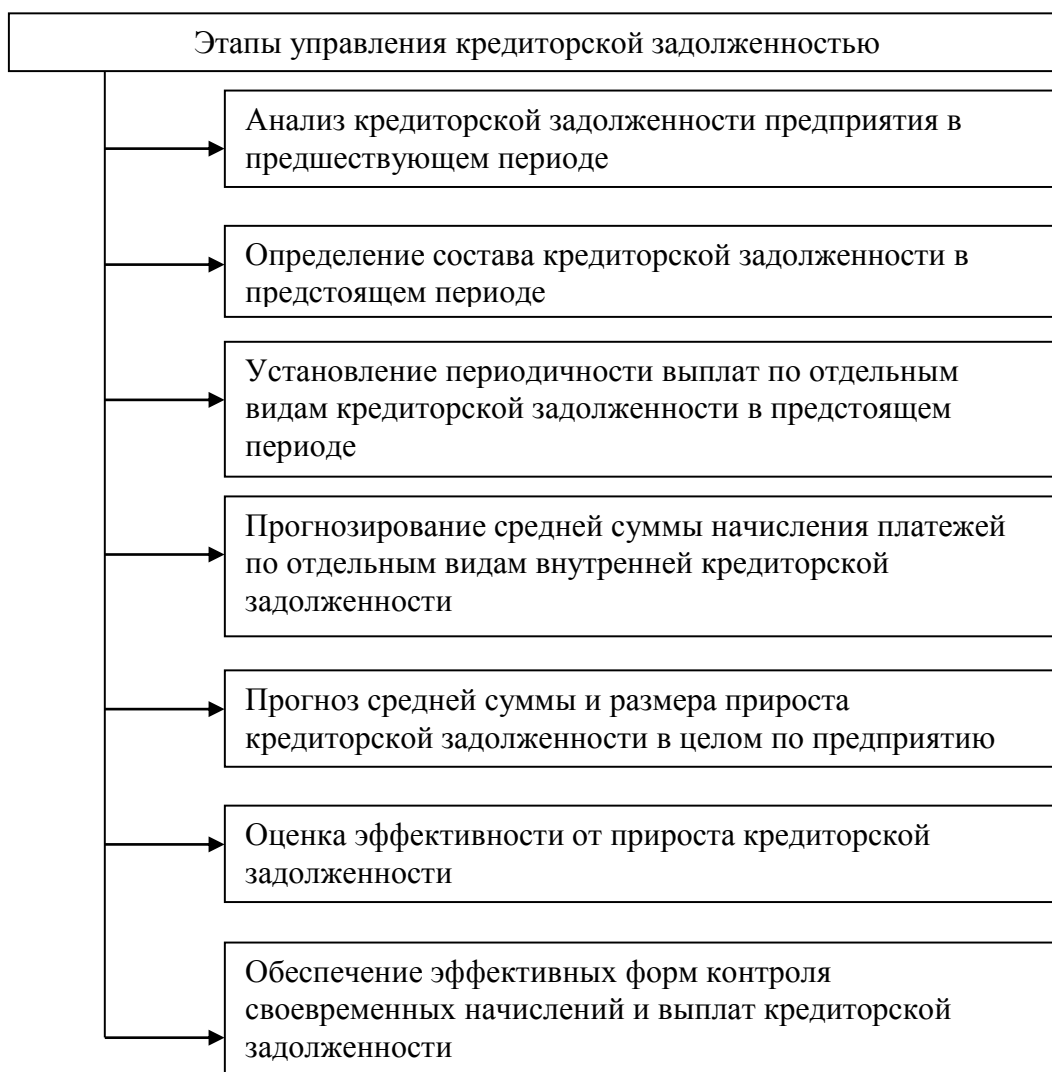 Этапы управления кредиторской задолженностью
Анализ кредиторской задолженности предприятия в
предшествующем периоде
Определение состава кредиторской задолженности в
предстоящем периоде
Установление периодичности выплат по отдельным
видам кредиторской задолженности в предстоящем
периоде
Прогнозирование средней суммы начисления платежей
по отдельным видам внутренней кредиторской
задолженности
Прогноз средней суммы и размера прироста
кредиторской задолженности в целом по предприятию
Оценка эффективности от прироста кредиторской
задолженности
Обеспечение эффективных форм контроля
своевременных начислений и выплат кредиторской
задолженности